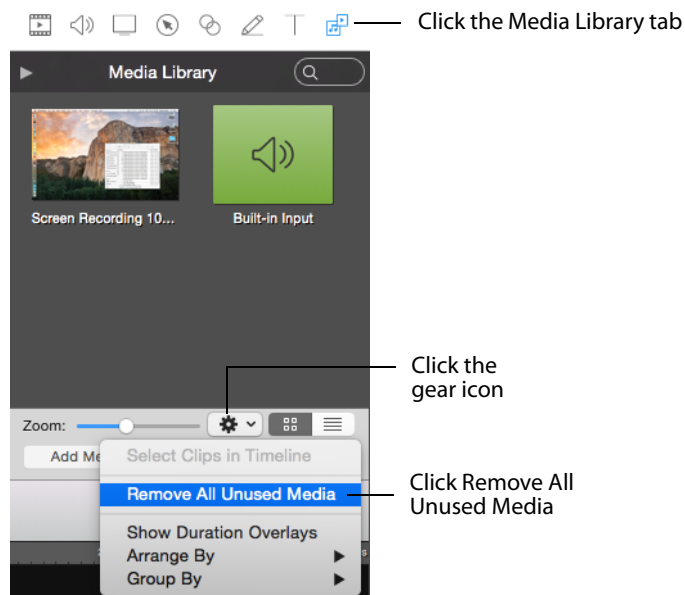 Click the Media Library tab
Media Library
Screen Recording 10...
Built-in Input
Click the
gear icon
Zoom:
Add Me
Select Clips in Timeline
Remove All Unused Media
Click Remove All
Unused Media
Show Duration Overlays
Arrange By
Group By